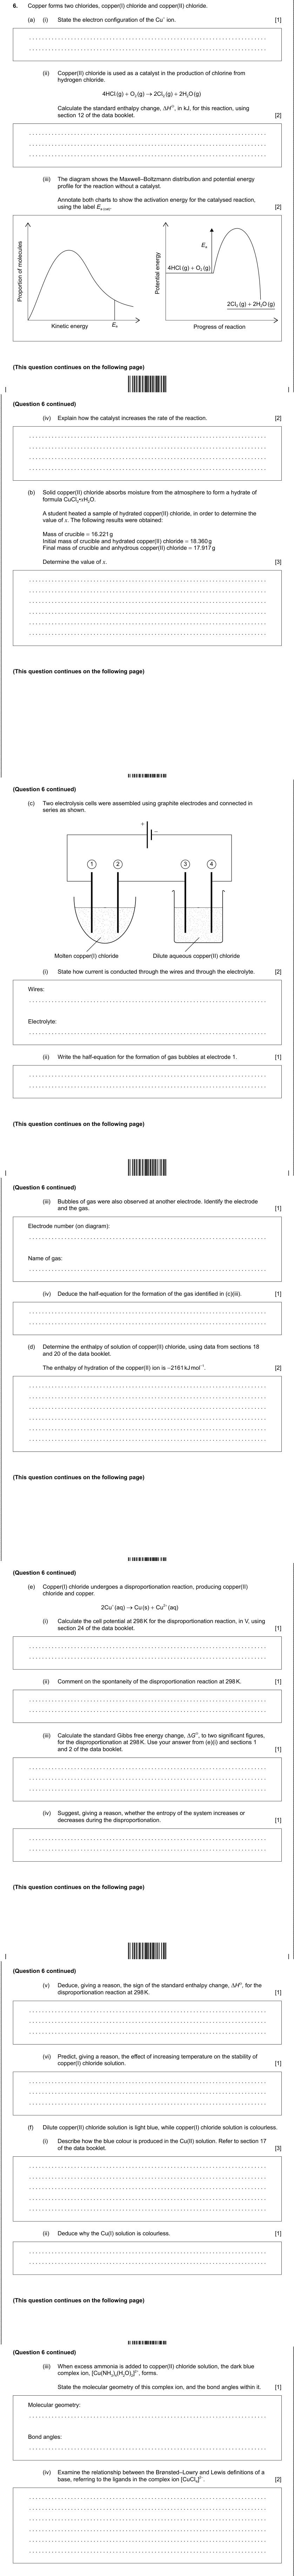 6. Copper forms two chlorides, copper(I) chloride and copper(II) chloride.
(a) (i) State the electron configuration of the Cu⁺ ion. [1]
(ii) Copper(II) chloride is used as a catalyst in the production of chlorine from
hydrogen chloride.
4HCl (g) + O₂ (g) → 2Cl₂ (g) + 2H₂O (g)
Calculate the standard enthalpy change, ΔH⦵, in kJ, for this reaction, using
section 12 of the data booklet. [2]
(iii) The diagram shows the Maxwell–Boltzmann distribution and potential energy
profile for the reaction without a catalyst.
Annotate both charts to show the activation energy for the catalysed reaction,
using the label Eₐ ₍cat₎. [2]
Proportion of molecules
Kinetic energy
Eₐ
Potential energy
Eₐ
4HCl (g) + O₂ (g)
2Cl₂ (g) + 2H₂O (g)
Progress of reaction
(This question continues on the following page)
(Question 6 continued)
(iv) Explain how the catalyst increases the rate of the reaction. [2]
(b) Solid copper(II) chloride absorbs moisture from the atmosphere to form a hydrate of
formula CuCl₂•xH₂O.
A student heated a sample of hydrated copper(II) chloride, in order to determine the
value of x. The following results were obtained:
Mass of crucible = 16.221 g
Initial mass of crucible and hydrated copper(II) chloride = 18.360 g
Final mass of crucible and anhydrous copper(II) chloride = 17.917 g
Determine the value of x. [3]
(This question continues on the following page)
(Question 6 continued)
(c) Two electrolysis cells were assembled using graphite electrodes and connected in
series as shown.
+ –
1 2 3 4
Molten copper(I) chloride Dilute aqueous copper(II) chloride
(i) State how current is conducted through the wires and through the electrolyte. [2]
Wires:
Electrolyte:
(ii) Write the half-equation for the formation of gas bubbles at electrode 1. [1]
(This question continues on the following page)
(Question 6 continued)
(iii) Bubbles of gas were also observed at another electrode. Identify the electrode
and the gas. [1]
Electrode number (on diagram):
Name of gas:
(iv) Deduce the half-equation for the formation of the gas identified in (c)(iii). [1]
(d) Determine the enthalpy of solution of copper(II) chloride, using data from sections 18
and 20 of the data booklet.
The enthalpy of hydration of the copper(II) ion is −2161 kJ mol⁻¹. [2]
(This question continues on the following page)
(Question 6 continued)
(e) Copper(I) chloride undergoes a disproportionation reaction, producing copper(II)
chloride and copper.
2Cu⁺ (aq) → Cu (s) + Cu²⁺ (aq)
(i) Calculate the cell potential at 298 K for the disproportionation reaction, in V, using
section 24 of the data booklet. [1]
(ii) Comment on the spontaneity of the disproportionation reaction at 298 K. [1]
(iii) Calculate the standard Gibbs free energy change, ΔG⦵, to two significant figures,
for the disproportionation at 298 K. Use your answer from (e)(i) and sections 1
and 2 of the data booklet. [1]
(iv) Suggest, giving a reason, whether the entropy of the system increases or
decreases during the disproportionation. [1]
(This question continues on the following page)
(Question 6 continued)
(v) Deduce, giving a reason, the sign of the standard enthalpy change, ΔH⦵, for the
disproportionation reaction at 298 K. [1]
(vi) Predict, giving a reason, the effect of increasing temperature on the stability of
copper(I) chloride solution. [1]
(f) Dilute copper(II) chloride solution is light blue, while copper(I) chloride solution is colourless.
(i) Describe how the blue colour is produced in the Cu(II) solution. Refer to section 17
of the data booklet. [3]
(ii) Deduce why the Cu(I) solution is colourless. [1]
(This question continues on the following page)
(Question 6 continued)
(iii) When excess ammonia is added to copper(II) chloride solution, the dark blue
complex ion, [Cu(NH₃)₄(H₂O)₂]²⁺, forms.
State the molecular geometry of this complex ion, and the bond angles within it. [1]
Molecular geometry:
Bond angles:
(iv) Examine the relationship between the Brønsted–Lowry and Lewis definitions of a
base, referring to the ligands in the complex ion [CuCl₄]²⁻. [2]